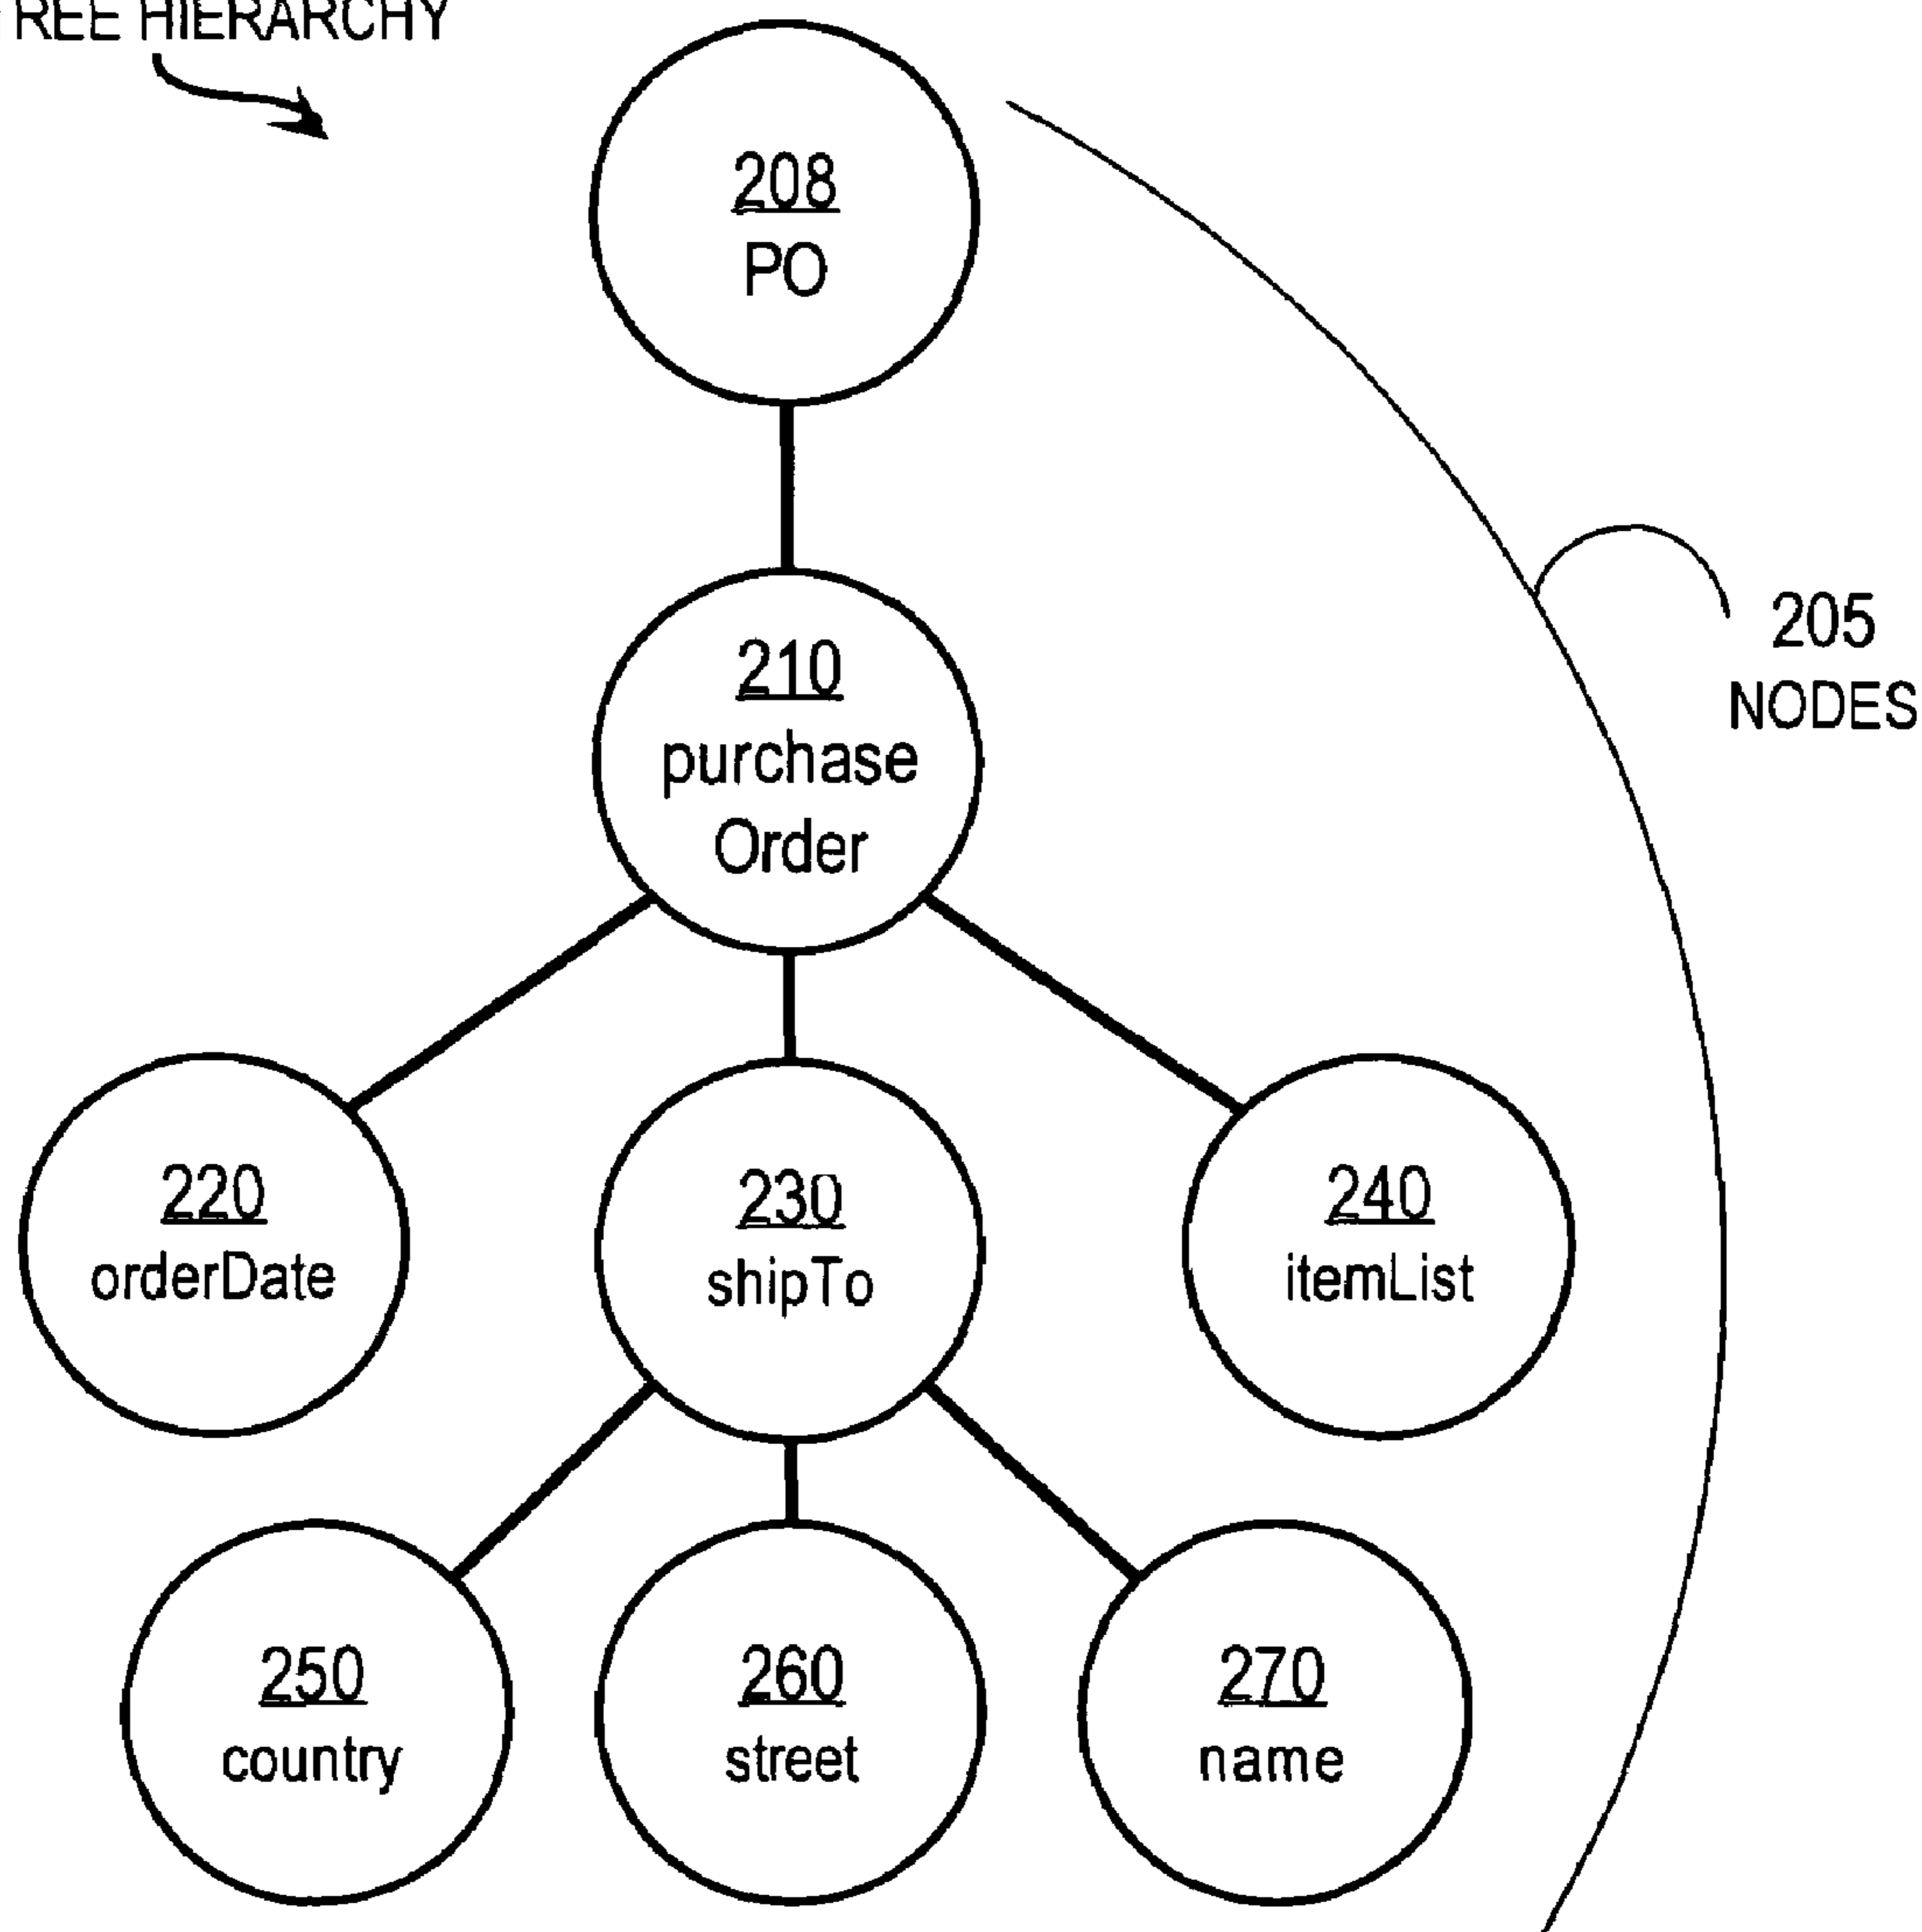 TREE HIERARCHY
208
PO
205
NODES
210
purchase
Order
220
orderDate
230
shipTo
240
itemList
250
country
260
street
270
name